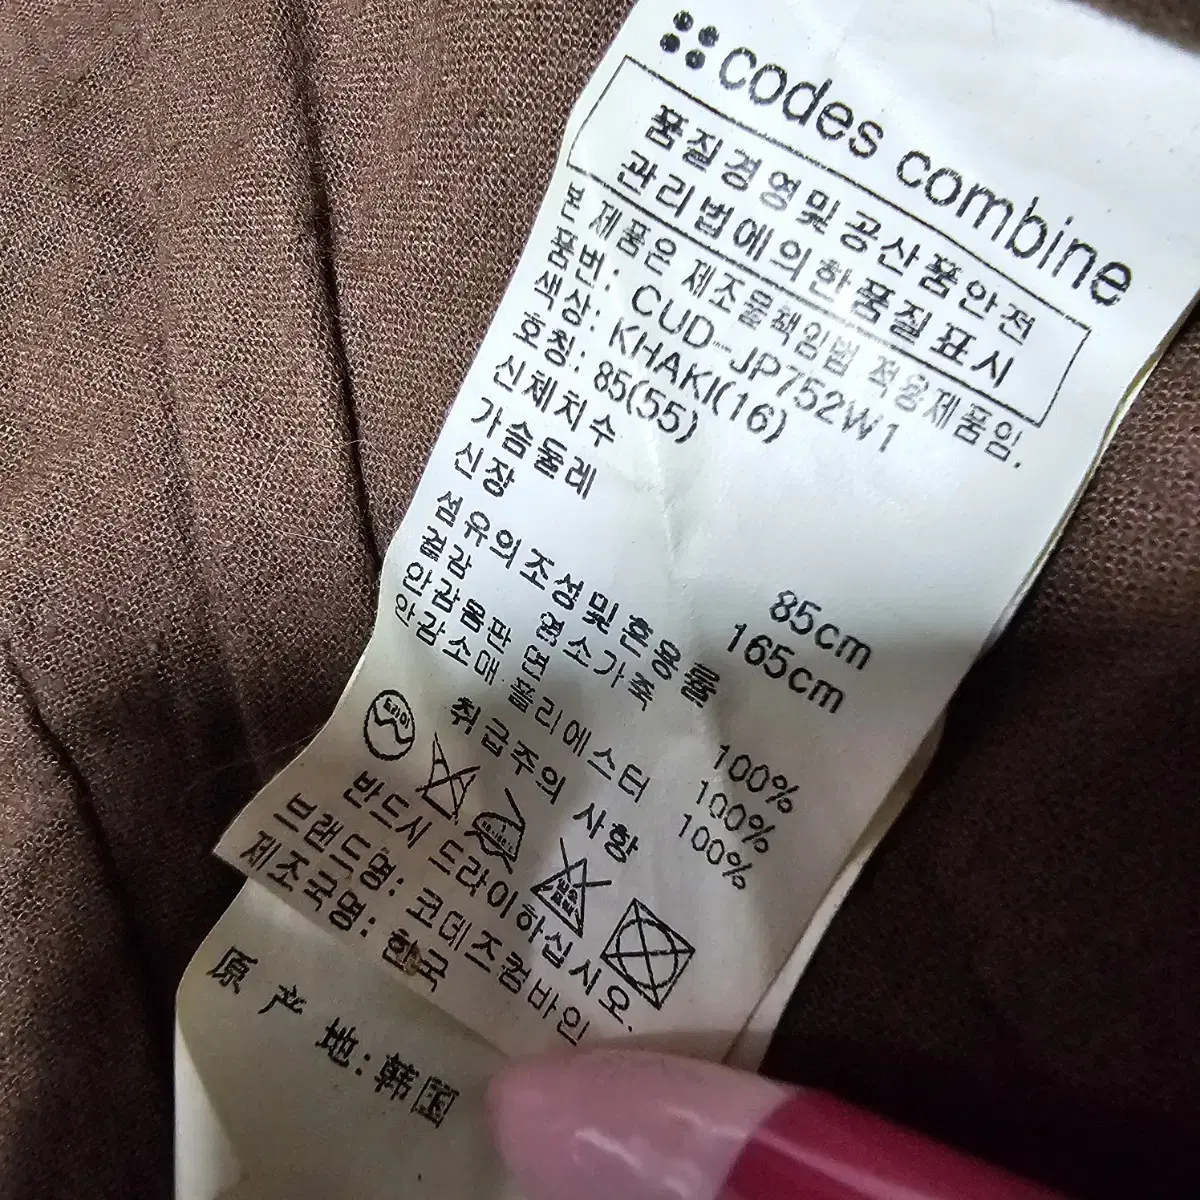 codes combine
품질경영및공산품안전
관리법에의한품질표시
본 제품은 제조물책임법 적용제품임.
품번: CUD-JP752W1
색상: KHAKI(16)
호칭: 85(55)
신체치수
가슴둘레 85cm
신장 165cm
섬유의조성및혼용률
겉감 염소가죽 100%
안감몸판 면 100%
안감소매 폴리에스터 100%
취급주의 사항
드라이
반드시 드라이하십시오.
브랜드명: 코데즈컴바인
제조국명: 한국
原产地:韩国